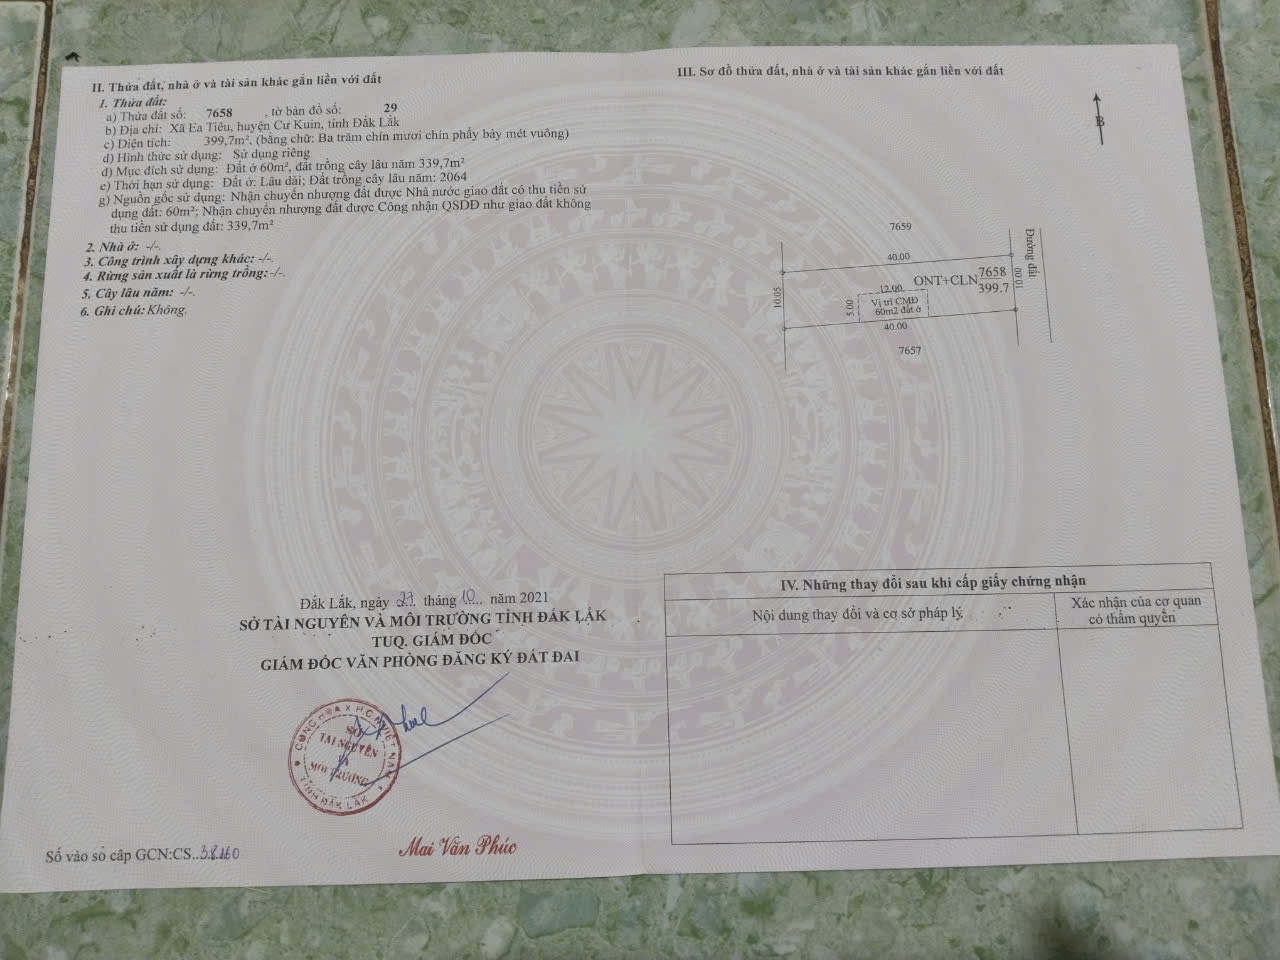 II. Thửa đất, nhà ở và tài sản khác gắn liền với đất
1. Thửa đất:
a) Thửa đất số: 7658 , tờ bản đồ số: 29
b) Địa chỉ: Xã Ea Tiêu, huyện Cư Kuin, tỉnh Đắk Lắk
c) Diện tích: 399,7m², (bằng chữ: Ba trăm chín mươi chín phẩy bảy mét vuông)
d) Hình thức sử dụng: Sử dụng riêng
đ) Mục đích sử dụng: Đất ở 60m², đất trồng cây lâu năm 339,7m²
e) Thời hạn sử dụng: Đất ở: Lâu dài; Đất trồng cây lâu năm: 2064
g) Nguồn gốc sử dụng: Nhận chuyển nhượng đất được Nhà nước giao đất có thu tiền sử
dụng đất: 60m²; Nhận chuyển nhượng đất được Công nhận QSDĐ như giao đất không
thu tiền sử dụng đất: 339,7m²
2. Nhà ở: -/-.
3. Công trình xây dựng khác: -/-.
4. Rừng sản xuất là rừng trồng:-/-.
5. Cây lâu năm: -/-.
6. Ghi chú: Không.
Đắk Lắk, ngày 27 tháng 10 năm 2021
SỞ TÀI NGUYÊN VÀ MÔI TRƯỜNG TỈNH ĐẮK LẮK
TUQ. GIÁM ĐỐC
GIÁM ĐỐC VĂN PHÒNG ĐĂNG KÝ ĐẤT ĐAI
CỘNG HÒA X.H.C.N VIỆT NAM
SỞ
TÀI NGUYÊN
VÀ
MÔI TRƯỜNG
TỈNH ĐẮK LẮK
Mai Văn Phúc
Số vào sổ cấp GCN:CS..38160
III. Sơ đồ thửa đất, nhà ở và tài sản khác gắn liền với đất
B
7659
Đường đất
40.00
10.05
ONT+CLN
7658
399.7
10.00
12.00
5.00
Vị trí CMĐ
60m2 đất ở
40.00
7657
IV. Những thay đổi sau khi cấp giấy chứng nhận
Nội dung thay đổi và cơ sở pháp lý
Xác nhận của cơ quan
có thẩm quyền